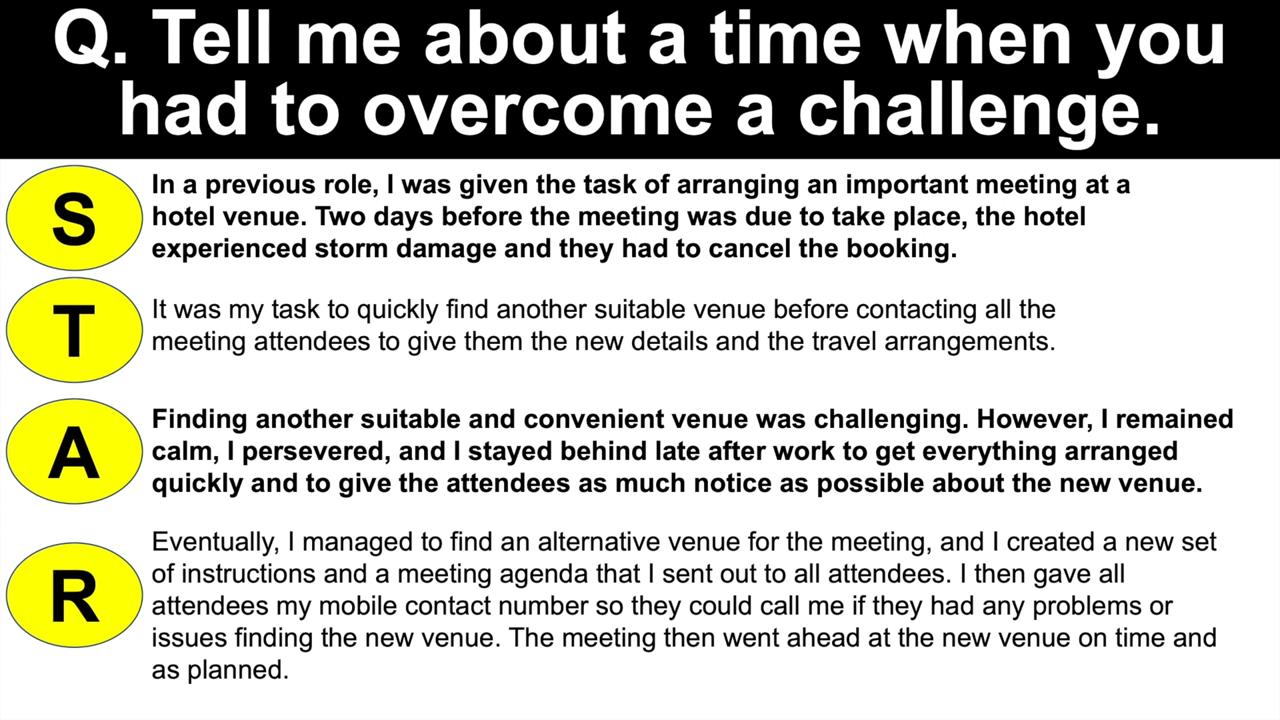 Q. Tell me about a time when you
had to overcome a challenge.
S
In a previous role, I was given the task of arranging an important meeting at a
hotel venue. Two days before the meeting was due to take place, the hotel
experienced storm damage and they had to cancel the booking.
T
It was my task to quickly find another suitable venue before contacting all the
meeting attendees to give them the new details and the travel arrangements.
A
Finding another suitable and convenient venue was challenging. However, I remained
calm, I persevered, and I stayed behind late after work to get everything arranged
quickly and to give the attendees as much notice as possible about the new venue.
R
Eventually, I managed to find an alternative venue for the meeting, and I created a new set
of instructions and a meeting agenda that I sent out to all attendees. I then gave all
attendees my mobile contact number so they could call me if they had any problems or
issues finding the new venue. The meeting then went ahead at the new venue on time and
as planned.